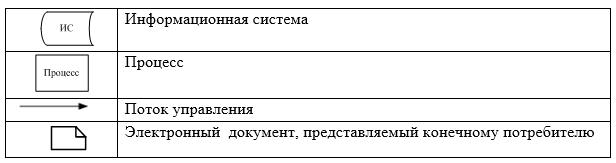 ИС
Информационная система
Процесс
Процесс
Поток управления
Электронный документ, представляемый конечному потребителю